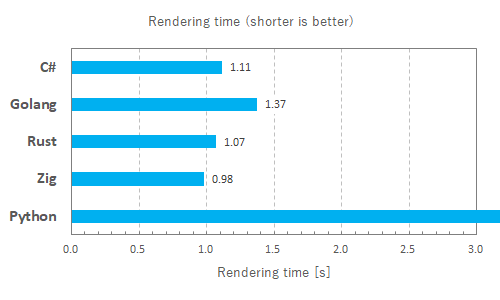 Rendering time (shorter is better)
C# 1.11
Golang 1.37
Rust 1.07
Zig 0.98
Python
0.0 0.5 1.0 1.5 2.0 2.5 3.0
Rendering time [s]